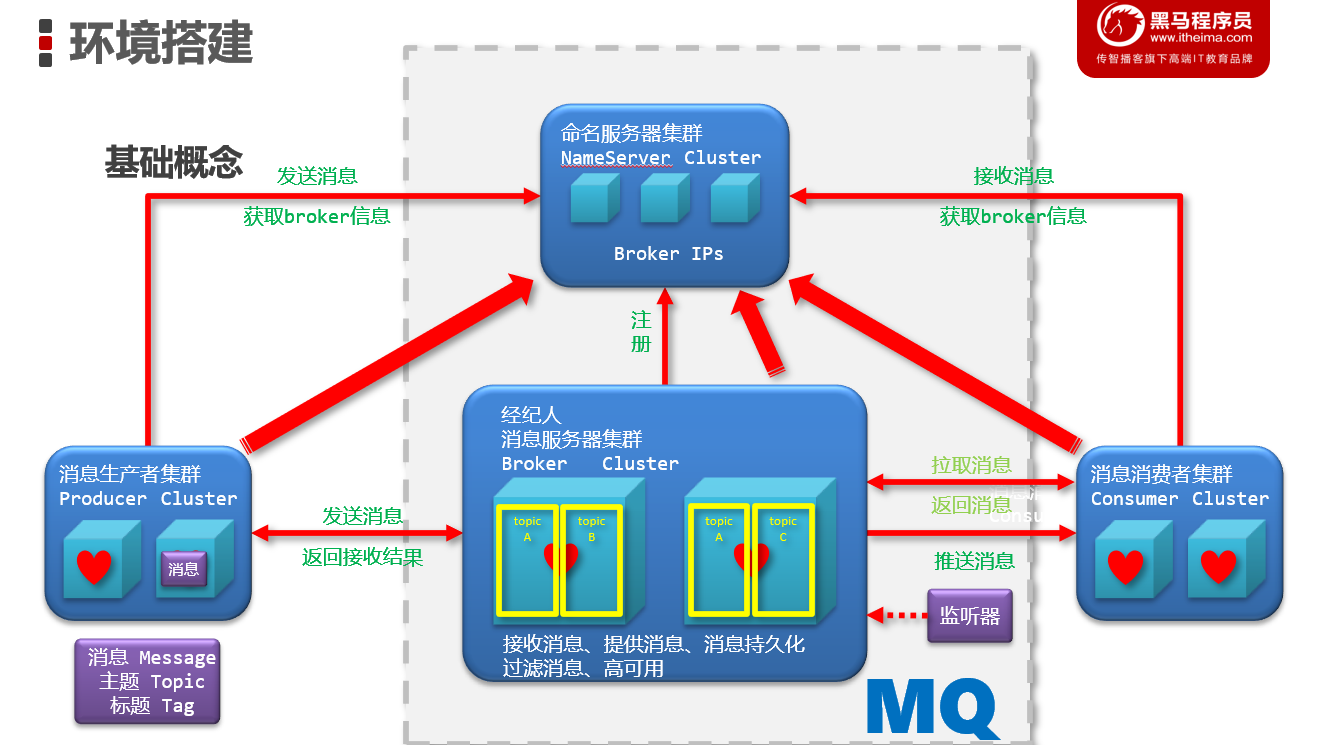 环境搭建
黑马程序员
www.itheima.com
传智播客旗下高端IT教育品牌
基础概念
命名服务器集群
NameServer Cluster
Broker IPs
发送消息
获取broker信息
接收消息
获取broker信息
注
册
经纪人
消息服务器集群
Broker Cluster
topic
A
topic
B
topic
A
topic
C
接收消息、提供消息、消息持久化
过滤消息、高可用
消息生产者集群
Producer Cluster
消息
发送消息
返回接收结果
拉取消息
返回消息
推送消息
监听器
消息消费者集群
Consumer Cluster
消息 Message
主题 Topic
标题 Tag
MQ